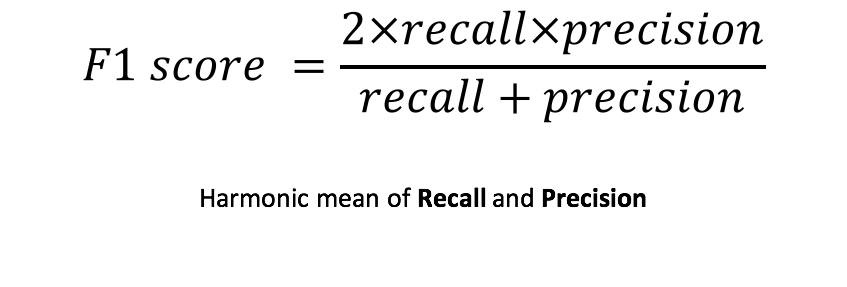 F1 score = 2×recall×precision / recall + precision
Harmonic mean of Recall and Precision